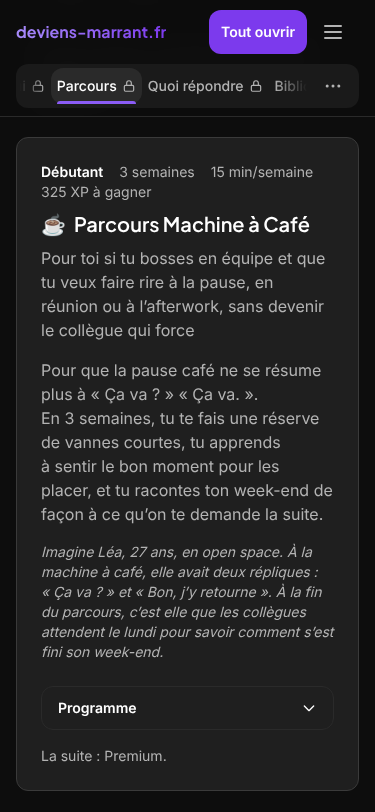 deviens-marrant.fr
Tout ouvrir
Parcours
Quoi répondre
Bibli
Débutant 3 semaines 15 min/semaine
325 XP à gagner
Parcours Machine à Café
Pour toi si tu bosses en équipe et que
tu veux faire rire à la pause, en
réunion ou à l’afterwork, sans devenir
le collègue qui force
Pour que la pause café ne se résume
plus à « Ça va ? » « Ça va. ».
En 3 semaines, tu te fais une réserve
de vannes courtes, tu apprends
à sentir le bon moment pour les
placer, et tu racontes ton week-end de
façon à ce qu’on te demande la suite.
Imagine Léa, 27 ans, en open space. À la
machine à café, elle avait deux répliques :
« Ça va ? » et « Bon, j’y retourne ». À la fin
du parcours, c’est elle que les collègues
attendent le lundi pour savoir comment s’est
fini son week-end.
Programme
La suite : Premium.